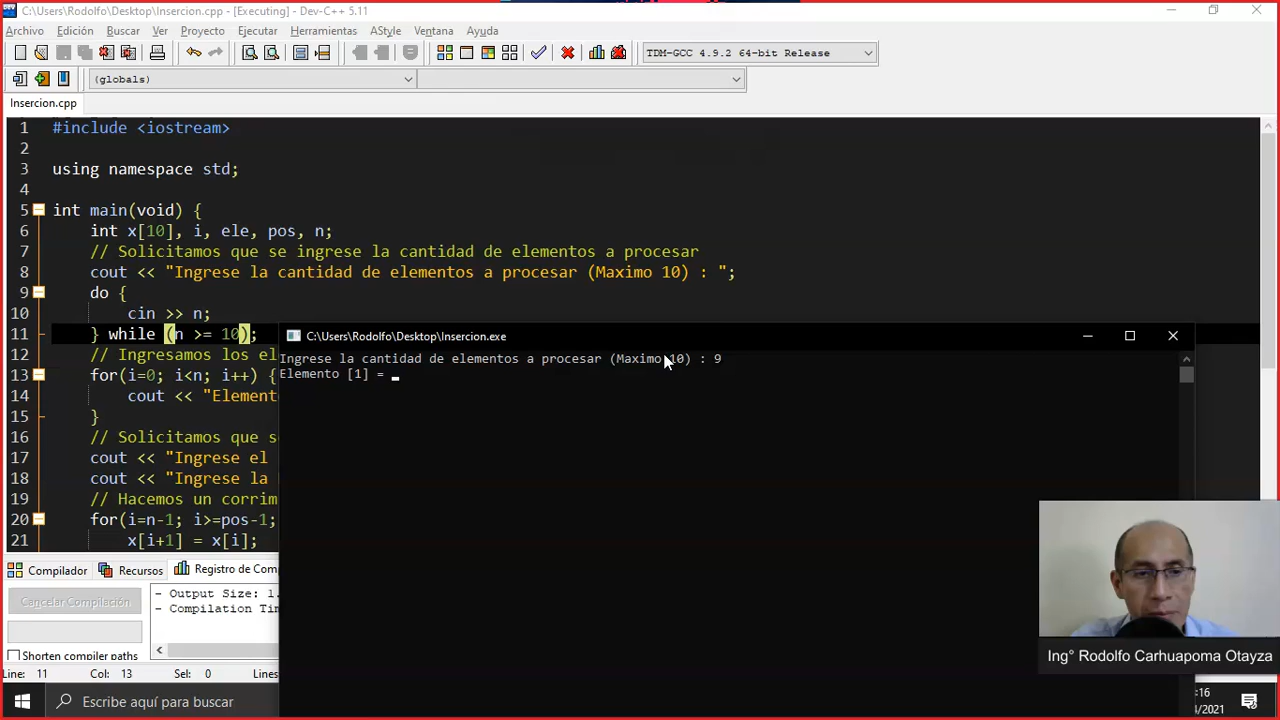 C:\Users\Rodolfo\Desktop\Insercion.cpp - [Executing] - Dev-C++ 5.11
Archivo Edición Buscar Ver Proyecto Ejecutar Herramientas AStyle Ventana Ayuda
TDM-GCC 4.9.2 64-bit Release
(globals)
Insercion.cpp
1 #include <iostream>
2
3 using namespace std;
4
5 int main(void) {
6 int x[10], i, ele, pos, n;
7 // Solicitamos que se ingrese la cantidad de elementos a procesar
8 cout << "Ingrese la cantidad de elementos a procesar (Maximo 10) : ";
9 do {
10 cin >> n;
11 } while (n >= 10);
12 // Ingresamos los el
13 for(i=0; i<n; i++) {
14 cout << "Element
15 }
16 // Solicitamos que s
17 cout << "Ingrese el
18 cout << "Ingrese la
19 // Hacemos un corrim
20 for(i=n-1; i>=pos-1;
21 x[i+1] = x[i];
C:\Users\Rodolfo\Desktop\Insercion.exe
Ingrese la cantidad de elementos a procesar (Maximo 10) : 9
Elemento [1] = _
Compilador Recursos Registro de Com
Cancelar Compilación
Shorten compiler paths
- Output Size: 1.
- Compilation Tim
Line: 11 Col: 13 Sel: 0 Lines
Ing° Rodolfo Carhuapoma Otayza
Escribe aquí para buscar
:16
/2021